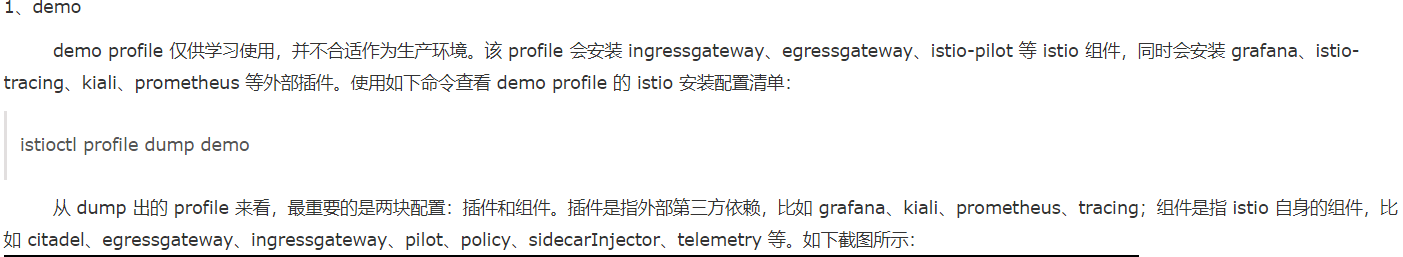 1、demo
demo profile 仅供学习使用，并不合适作为生产环境。该 profile 会安装 ingressgateway、egressgateway、istio-pilot 等 istio 组件，同时会安装 grafana、istio-
tracing、kiali、prometheus 等外部插件。使用如下命令查看 demo profile 的 istio 安装配置清单：
istioctl profile dump demo
从 dump 出的 profile 来看，最重要的是两块配置：插件和组件。插件是指外部第三方依赖，比如 grafana、kiali、prometheus、tracing；组件是指 istio 自身的组件，比
如 citadel、egressgateway、ingressgateway、pilot、policy、sidecarInjector、telemetry 等。如下截图所示：